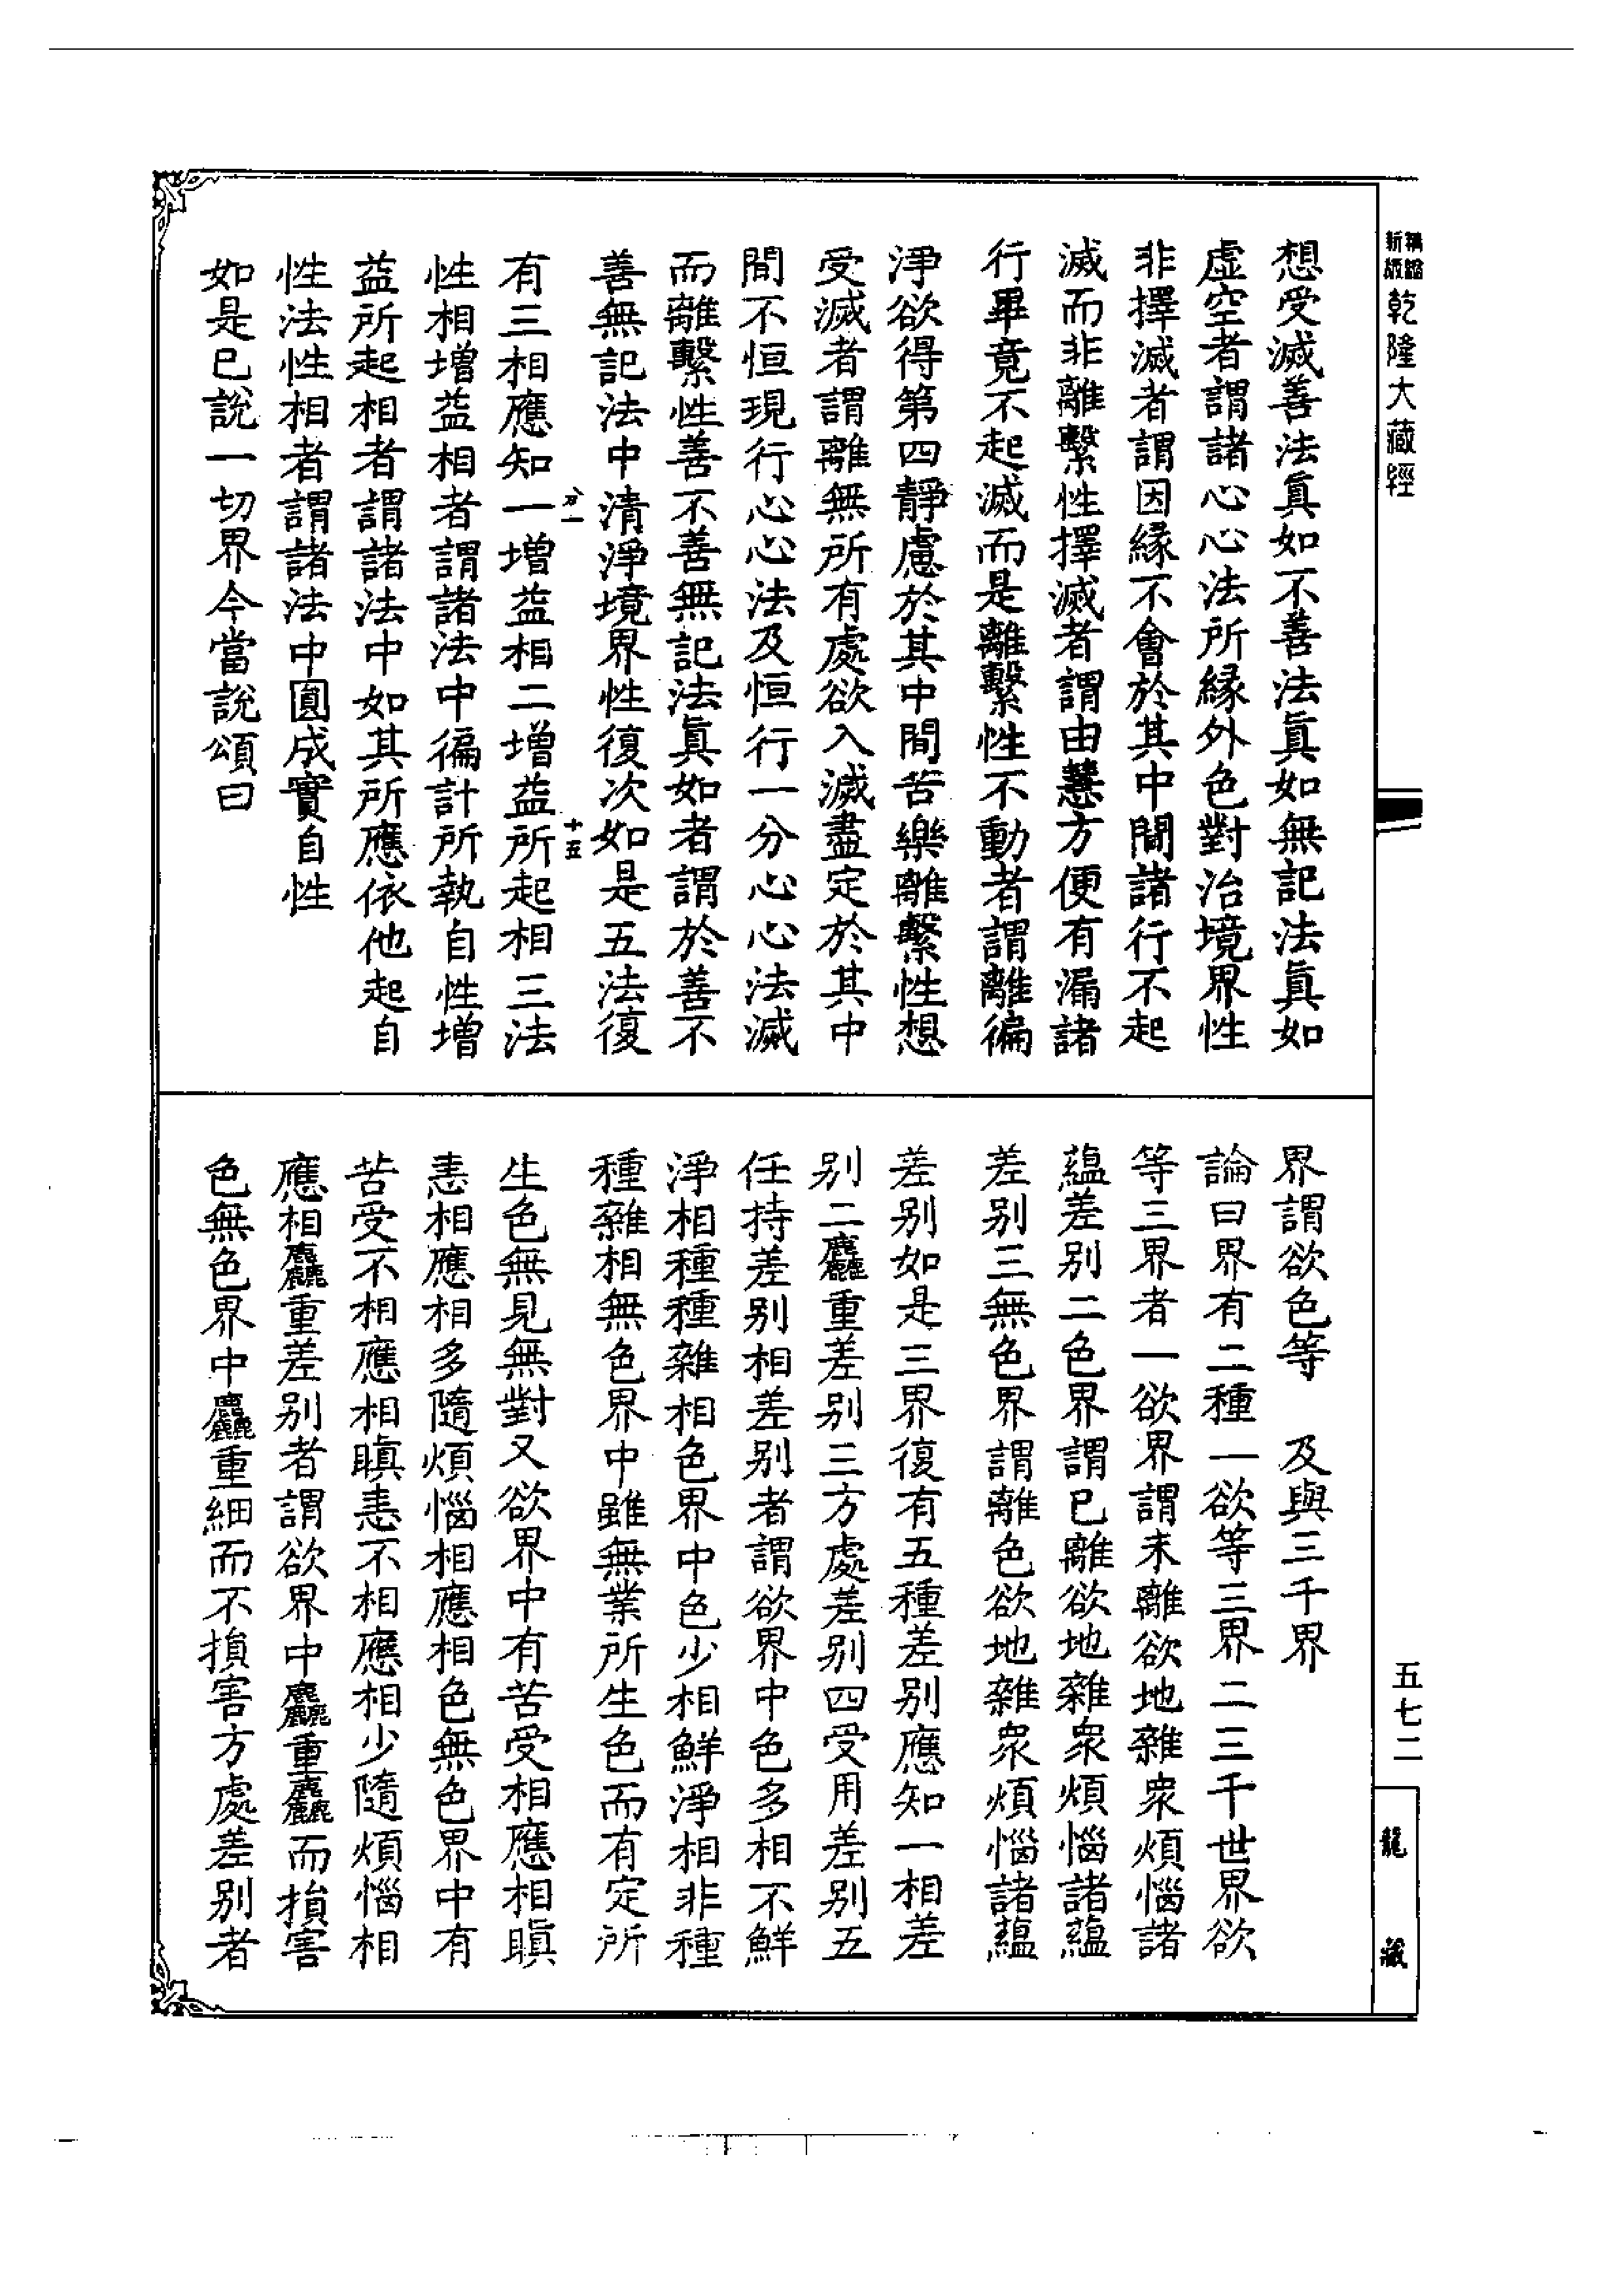 新編縮版
乾隆大藏經
想受滅善法眞如不善法眞如無記法眞如
虛空者謂諸心心法所緣外色對治境界性
非擇滅者謂因緣不會於其中間諸行不起
滅而非離繫性擇滅者謂由慧方便有漏諸
行畢竟不起滅而是離繫性不動者謂離徧
淨欲得第四靜慮於其中間苦樂離繫性想
受滅者謂離無所有處欲入滅盡定於其中
間不恒現行心心法及恒行一分心心法滅
而離繫性善不善無記法眞如者謂於善不
善無記法中清淨境界性復次如是五法復
有三相應知一增益相二增益所起相三法
性相增益相者謂諸法中徧計所執自性增
益所起相者謂諸法中如其所應依他起自
性法性相者謂諸法中圓成實自性
如是已說一切界今當說頌曰
十五
界謂欲色等　及與三千界
論曰界有二種一欲等三界二三千世界欲
等三界者一欲界謂未離欲地雜衆煩惱諸
蘊差别二色界謂已離欲地雜衆煩惱諸蘊
差别三無色界謂離色欲地雜衆煩惱諸蘊
差别如是三界復有五種差别應知一相差
别二麤重差别三方處差别四受用差别五
任持差别相差别者謂欲界中色多相不鮮
淨相種種雜相色界中色少相鮮淨相非種
種雜相無色界中雖無業所生色而有定所
生色無見無對又欲界中有苦受相應相瞋
恚相應相多隨煩惱相應相色無色界中有
苦受不相應相瞋恚不相應相少隨煩惱相
應相麤重差别者謂欲界中麤重麤而損害
色無色界中麤重細而不損害方處差别者
五七二
龍藏